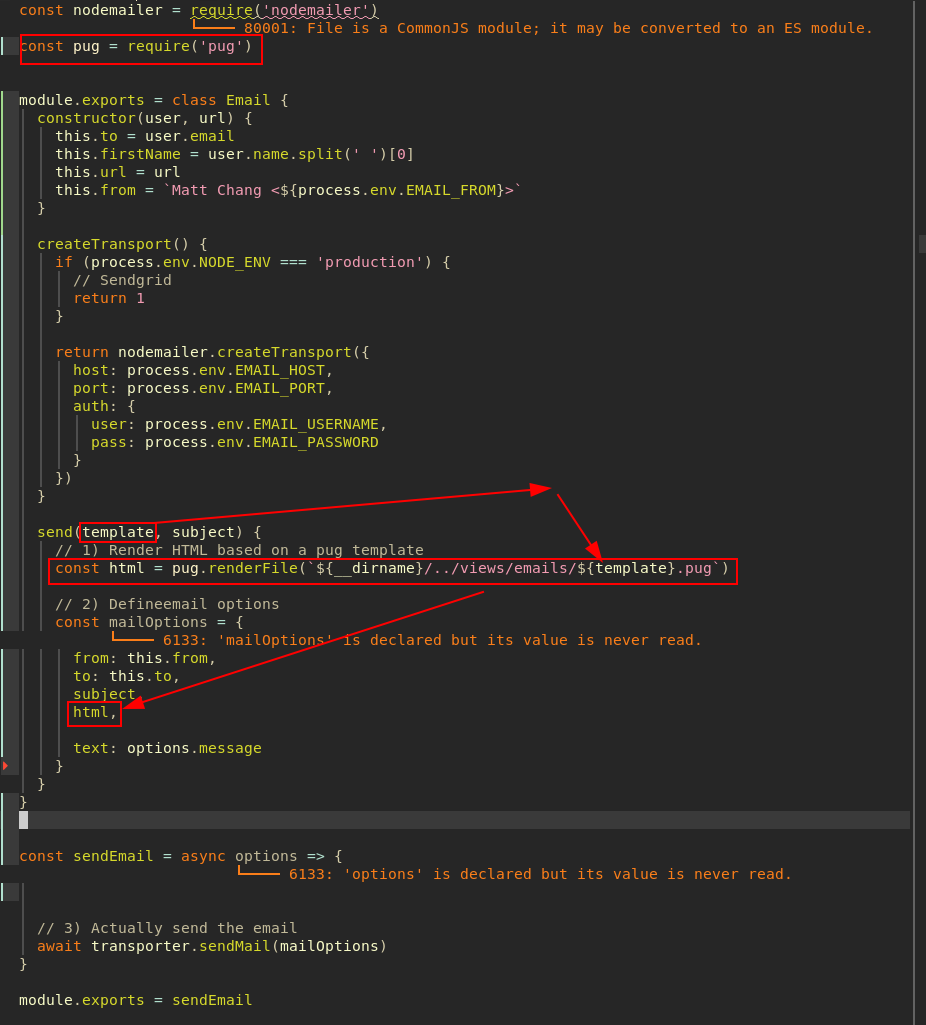 const nodemailer = require('nodemailer')
80001: File is a CommonJS module; it may be converted to an ES module.
const pug = require('pug')
module.exports = class Email {
constructor(user, url) {
this.to = user.email
this.firstName = user.name.split(' ')[0]
this.url = url
this.from = `Matt Chang <${process.env.EMAIL_FROM}>`
}
createTransport() {
if (process.env.NODE_ENV === 'production') {
// Sendgrid
return 1
}
return nodemailer.createTransport({
host: process.env.EMAIL_HOST,
port: process.env.EMAIL_PORT,
auth: {
user: process.env.EMAIL_USERNAME,
pass: process.env.EMAIL_PASSWORD
}
})
}
send(template, subject) {
// 1) Render HTML based on a pug template
const html = pug.renderFile(`${__dirname}/../views/emails/${template}.pug`)
// 2) Defineemail options
const mailOptions = {
6133: 'mailOptions' is declared but its value is never read.
from: this.from,
to: this.to,
subject,
html,
text: options.message
}
}
}
const sendEmail = async options => {
6133: 'options' is declared but its value is never read.
// 3) Actually send the email
await transporter.sendMail(mailOptions)
}
module.exports = sendEmail